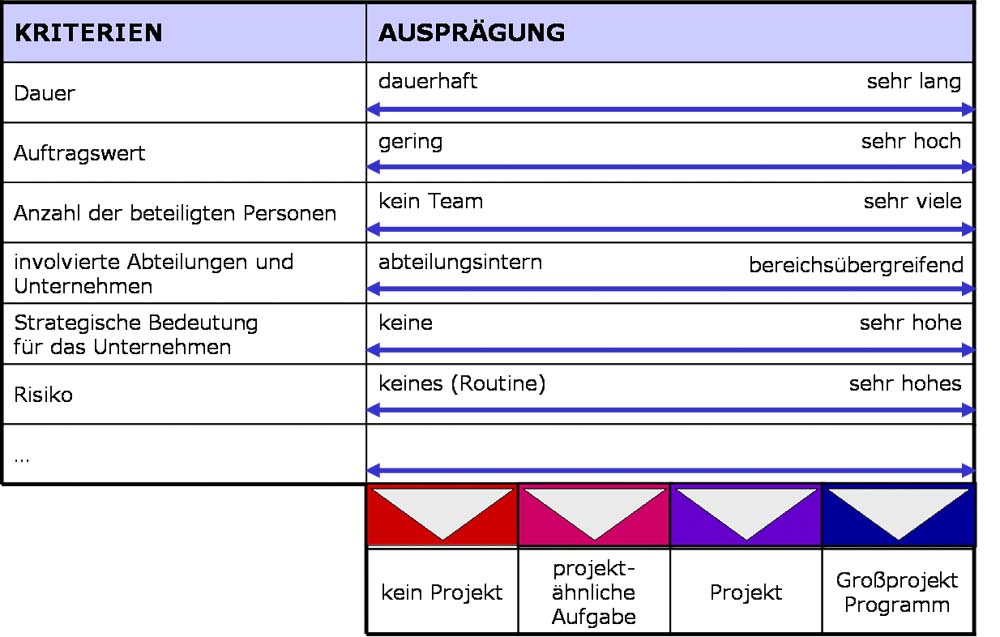 KRITERIEN
AUSPRÄGUNG
Dauer
dauerhaft
sehr lang
Auftragswert
gering
sehr hoch
Anzahl der beteiligten Personen
kein Team
sehr viele
involvierte Abteilungen und
Unternehmen
abteilungsintern
bereichsübergreifend
Strategische Bedeutung
für das Unternehmen
keine
sehr hohe
Risiko
keines (Routine)
sehr hohes
...
kein Projekt
projekt-
ähnliche
Aufgabe
Projekt
Großprojekt
Programm